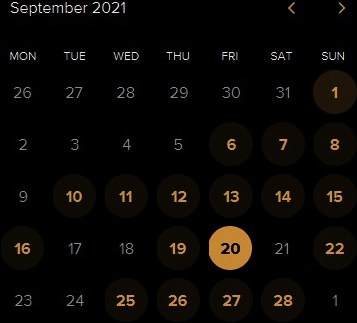 September 2021 < >
MON TUE WED THU FRI SAT SUN
26 27 28 29 30 31 1
2 3 4 5 6 7 8
9 10 11 12 13 14 15
16 17 18 19 20 21 22
23 24 25 26 27 28 1